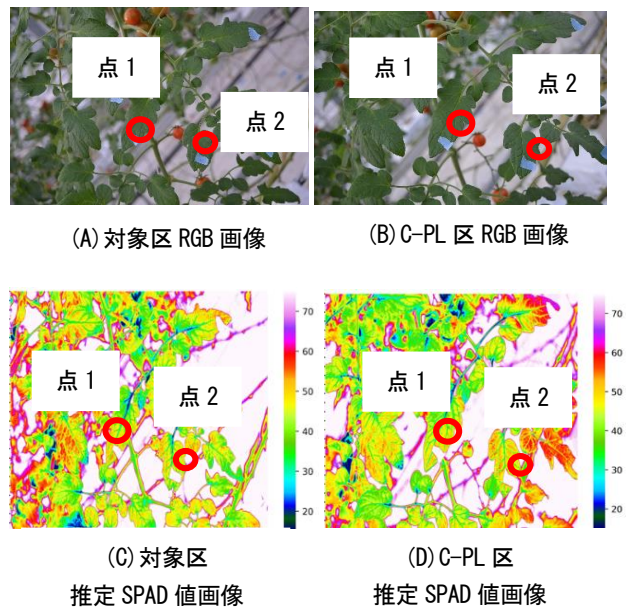 点 1
点 2
点 1
点 2
(A)対象区 RGB 画像
(B)C-PL 区 RGB 画像
点 1
点 2
70
60
50
40
30
20
点 1
点 2
70
60
50
40
30
20
(C)対象区
推定 SPAD 値画像
(D)C-PL 区
推定 SPAD 値画像